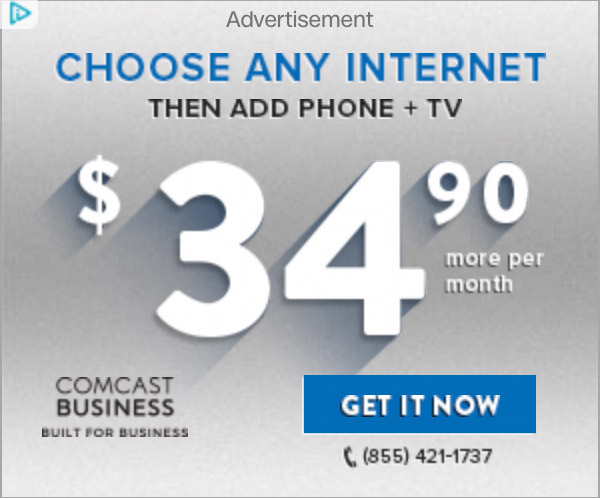 Advertisement
CHOOSE ANY INTERNET
THEN ADD PHONE + TV
$34.90
more per
month
COMCAST
BUSINESS
BUILT FOR BUSINESS
GET IT NOW
(855) 421-1737